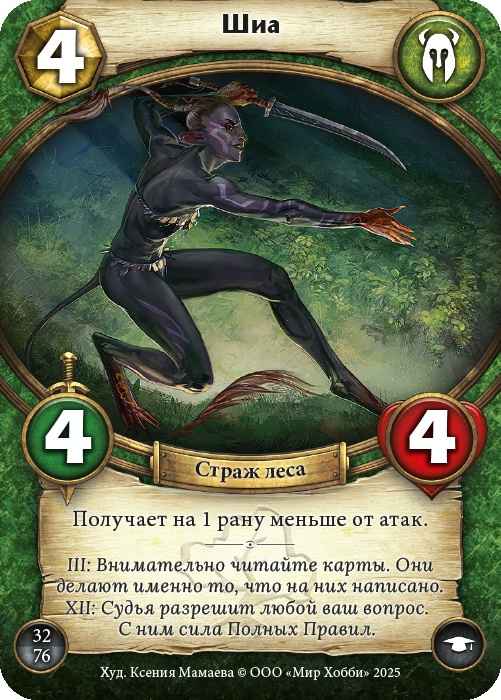 Шиа
4
4
4
Страж леса
Получает на 1 рану меньше от атак.
III: Внимательно читайте карты. Они
делают именно то, что на них написано.
XII: Судья разрешит любой ваш вопрос.
С ним сила Полных Правил.
32
76
Худ. Ксения Мамаева © ООО «Мир Хобби» 2025